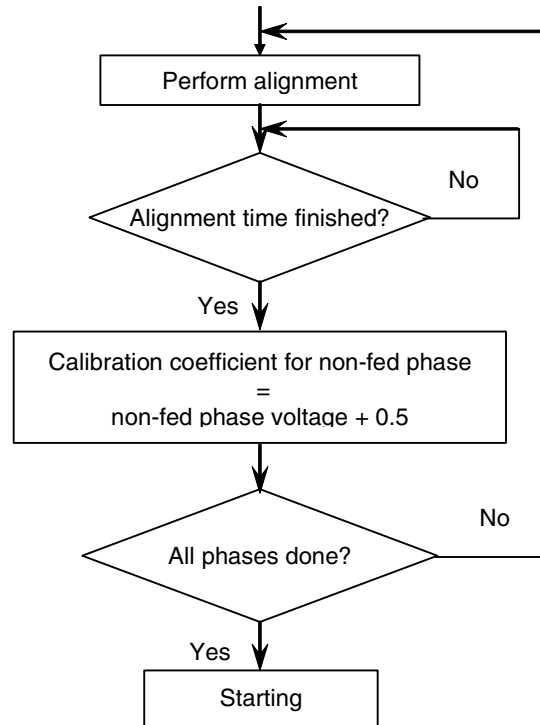 Perform alignment
No
Alignment time finished?
Yes
Calibration coefficient for non-fed phase
=
non-fed phase voltage + 0.5
No
All phases done?
Yes
Starting